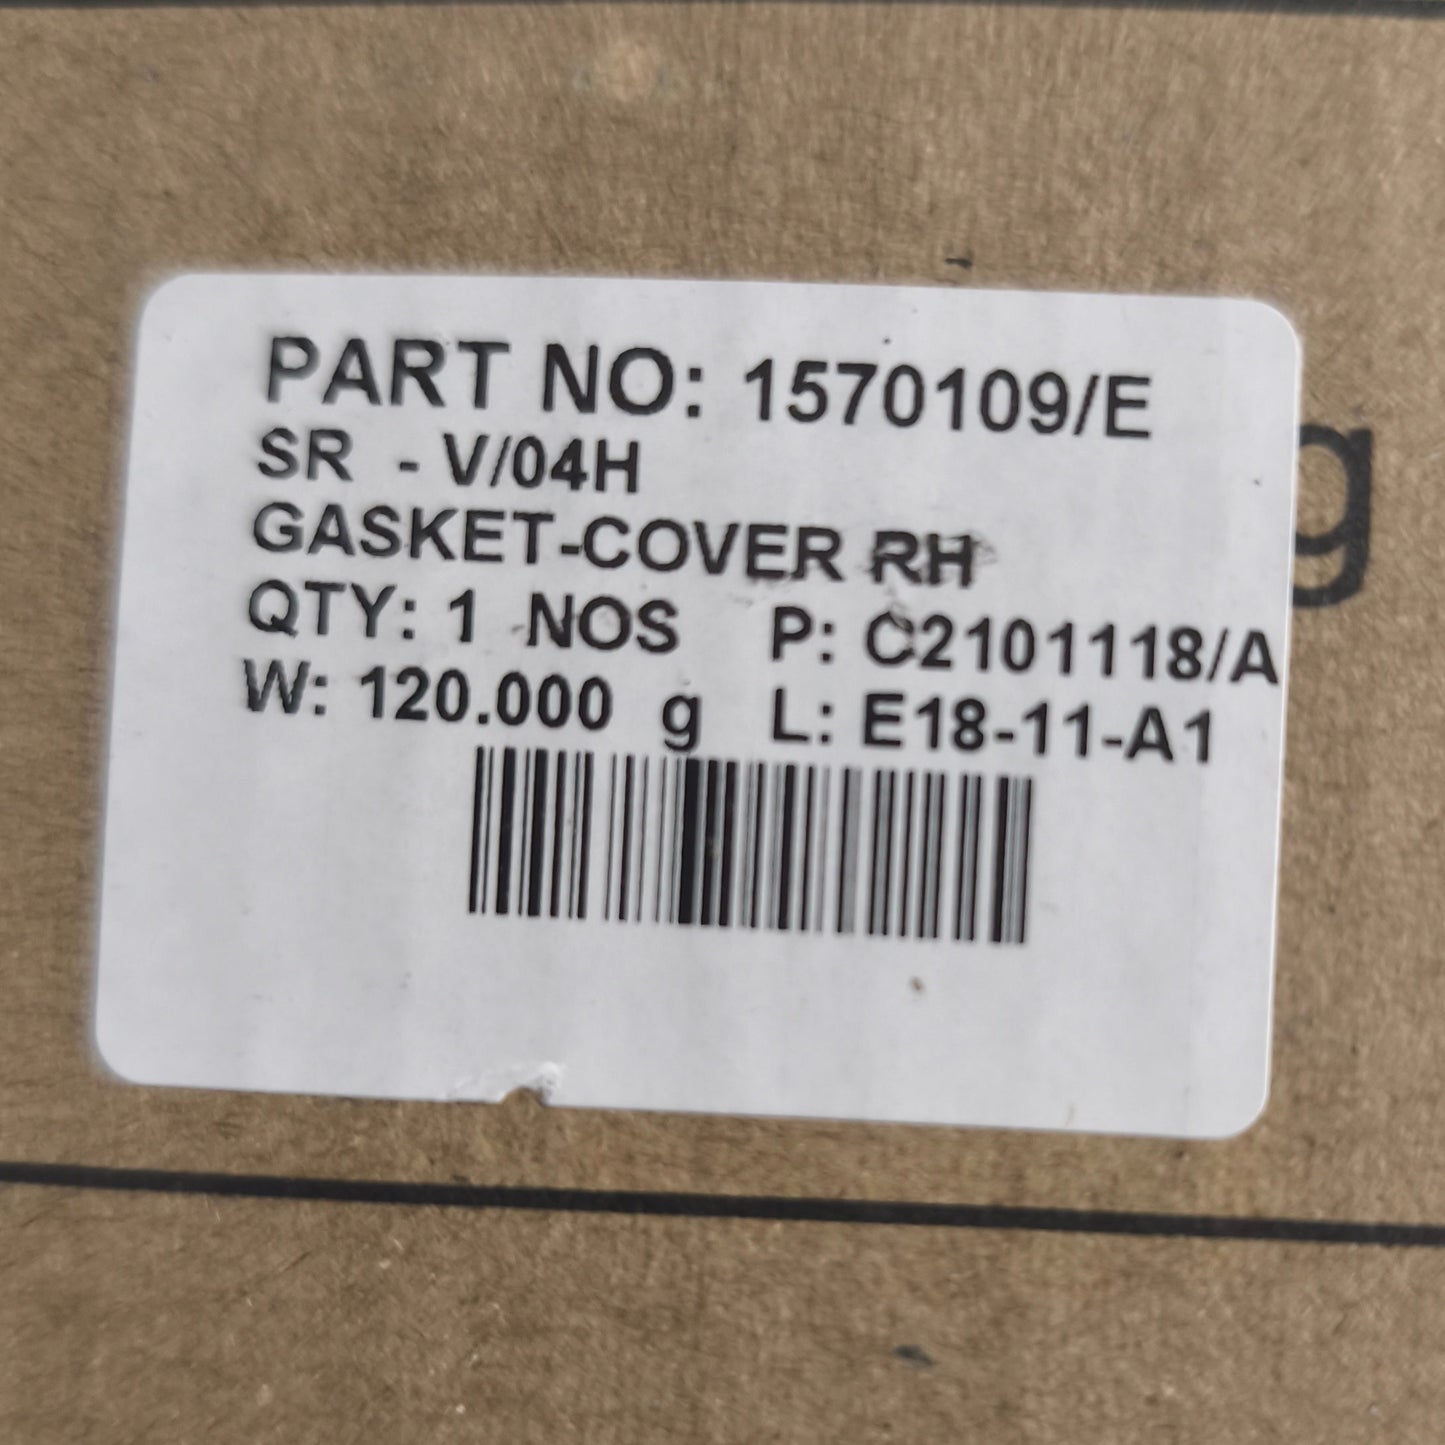 PART NO: 1570109/E
SR - V/04H
GASKET-COVER RH
QTY: 1 NOS P: C2101118/A
W: 120.000 g L: E18-11-A1
g